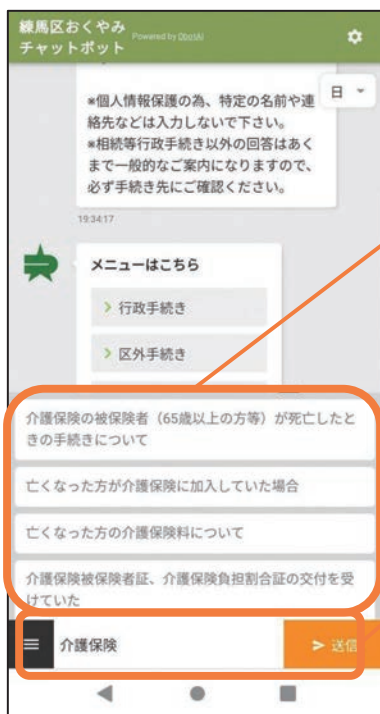 練馬区おくやみ
チャットボット
Powered by ObotAI
日
*個人情報保護の為、特定の名前や連
絡先などは入力しないで下さい。
*相続等行政手続き以外の回答はあく
まで一般的なご案内になりますので、
必ず手続き先にご確認ください。
19:34:17
メニューはこちら
行政手続き
区外手続き
介護保険の被保険者（65歳以上の方等）が死亡したと
きの手続きについて
亡くなった方が介護保険に加入していた場合
亡くなった方の介護保険料について
介護保険被保険者証、介護保険負担割合証の交付を受
けていた
介護保険
送信